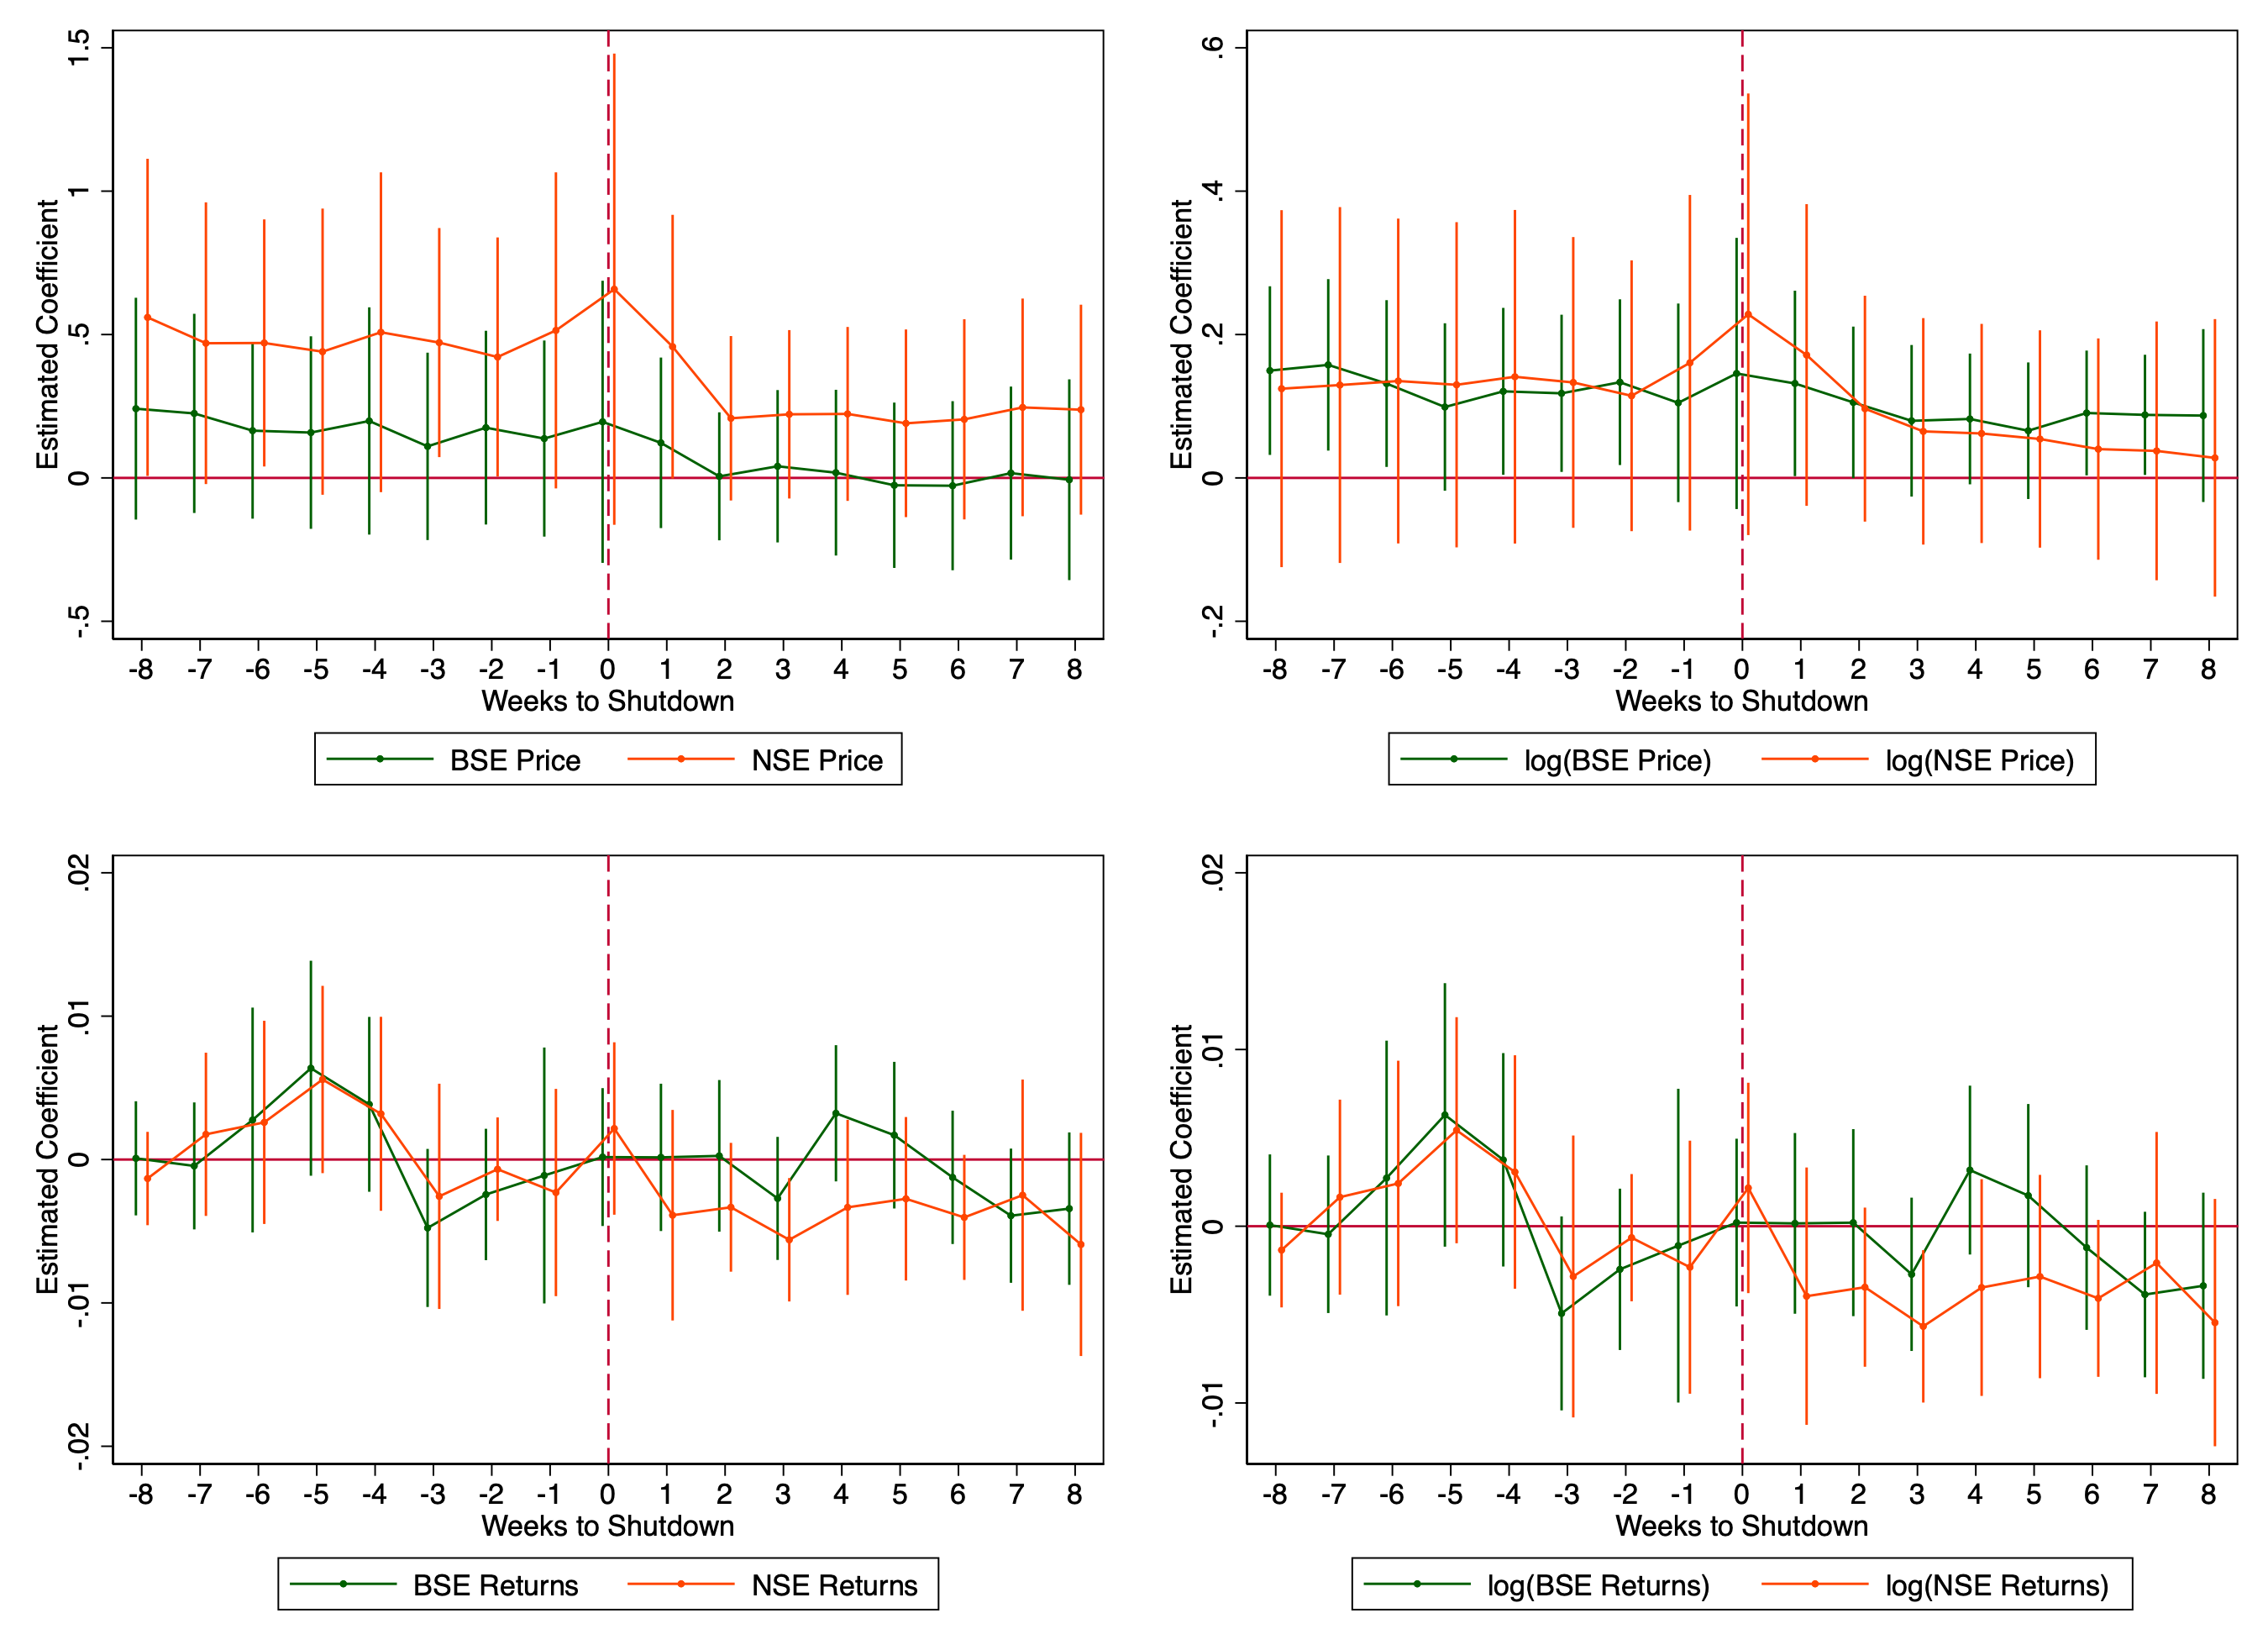 Estimated Coefficient
1.5
1
.5
0
-.5
-8 -7 -6 -5 -4 -3 -2 -1 0 1 2 3 4 5 6 7 8
Weeks to Shutdown
BSE Price NSE Price
Estimated Coefficient
.6
.4
.2
0
-.2
-8 -7 -6 -5 -4 -3 -2 -1 0 1 2 3 4 5 6 7 8
Weeks to Shutdown
log(BSE Price) log(NSE Price)
Estimated Coefficient
.02
.01
0
-.01
-.02
-8 -7 -6 -5 -4 -3 -2 -1 0 1 2 3 4 5 6 7 8
Weeks to Shutdown
BSE Returns NSE Returns
Estimated Coefficient
.02
.01
0
-.01
-8 -7 -6 -5 -4 -3 -2 -1 0 1 2 3 4 5 6 7 8
Weeks to Shutdown
log(BSE Returns) log(NSE Returns)